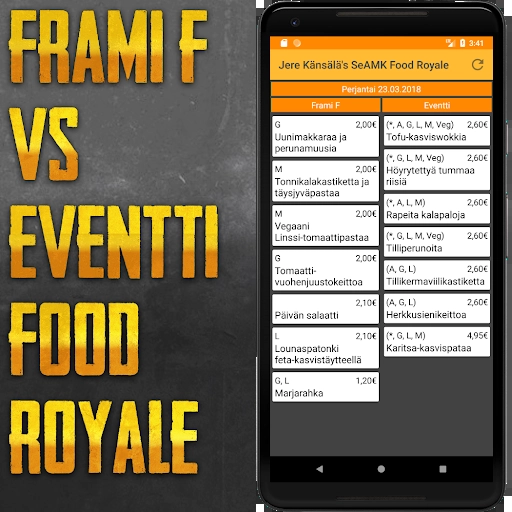 FRAMI F
VS
EVENTTI
FOOD
ROYALE
3:41
Jere Känsälä's SeAMK Food Royale
Perjantai 23.03.2018
Frami F
G 2,00€
Uunimakkaraa ja
perunamuusia
M 2,00€
Tonnikalakastiketta ja
täysjyväpastaa
M 2,00€
Vegaani
Linssi-tomaattipastaa
G 2,00€
Tomaatti-
vuohenjuustokeittoa
2,10€
Päivän salaatti
L 2,10€
Lounaspatonki
feta-kasvistäytteellä
G, L 1,20€
Marjarahka
Eventti
(*, A, G, L, M, Veg) 2,60€
Tofu-kasviswokkia
(*, G, L, M, Veg) 2,60€
Höyrytettyä tummaa
riisiä
(*, A, L, M) 2,60€
Rapeita kalapaloja
(*, G, L, M, Veg) 2,60€
Tilliperunoita
(A, G, L) 2,60€
Tillikermaviilikastiketta
(A, G, L) 2,60€
Herkkusienikeittoa
(*, G, L, M) 4,95€
Karitsa-kasvispataa